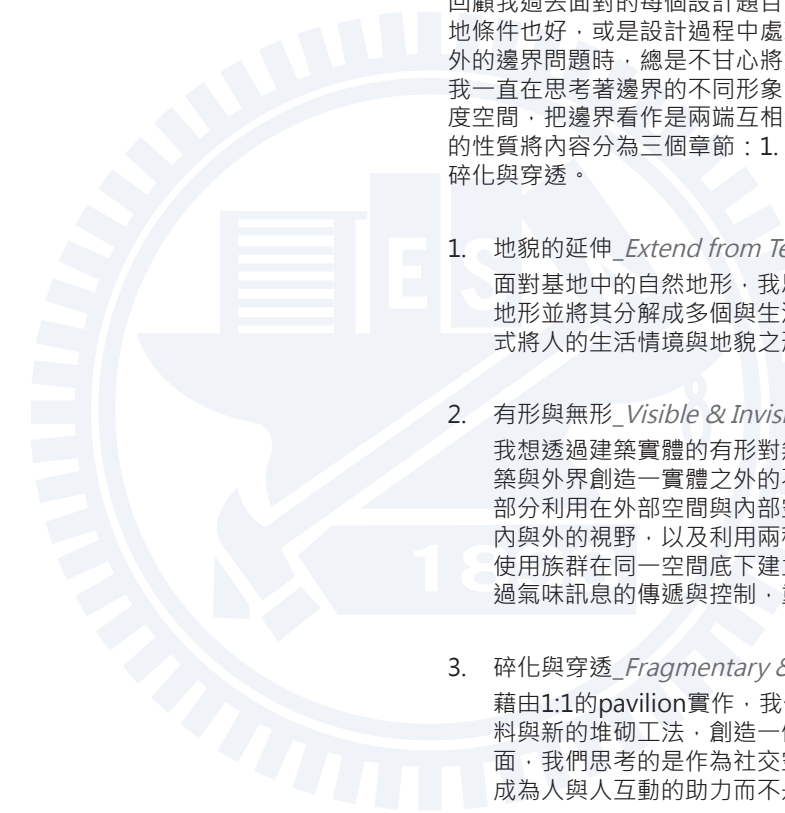 回顧我過去面對的每個設計題目
地條件也好，或是設計過程中處
外的邊界問題時，總是不甘心將
我一直在思考著邊界的不同形象
度空間，把邊界看作是兩端互相
的性質將內容分為三個章節：1.
碎化與穿透。
1. 地貌的延伸_Extend from Te
面對基地中的自然地形，我
地形並將其分解成多個與生
式將人的生活情境與地貌之
2. 有形與無形_Visible & Invis
我想透過建築實體的有形對
築與外界創造一實體之外的
部分利用在外部空間與內部
內與外的視野，以及利用兩
使用族群在同一空間底下建
過氣味訊息的傳遞與控制，
3. 碎化與穿透_Fragmentary &
藉由1:1的pavilion實作，我
料與新的堆砌工法，創造一
面，我們思考的是作為社交
成為人與人互動的助力而不
ES
18